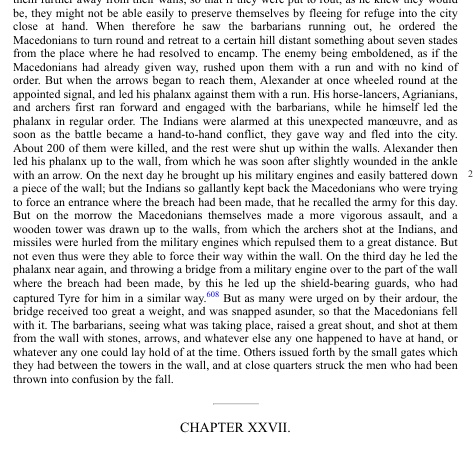 them further away from their walls, so that if they were put to rout, as he knew they would
be, they might not be able easily to preserve themselves by fleeing for refuge into the city
close at hand. When therefore he saw the barbarians running out, he ordered the
Macedonians to turn round and retreat to a certain hill distant something about seven stades
from the place where he had resolved to encamp. The enemy being emboldened, as if the
Macedonians had already given way, rushed upon them with a run and with no kind of
order. But when the arrows began to reach them, Alexander at once wheeled round at the
appointed signal, and led his phalanx against them with a run. His horse-lancers, Agrianians,
and archers first ran forward and engaged with the barbarians, while he himself led the
phalanx in regular order. The Indians were alarmed at this unexpected manœuvre, and as
soon as the battle became a hand-to-hand conflict, they gave way and fled into the city.
About 200 of them were killed, and the rest were shut up within the walls. Alexander then
led his phalanx up to the wall, from which he was soon after slightly wounded in the ankle
with an arrow. On the next day he brought up his military engines and easily battered down
2
a piece of the wall; but the Indians so gallantly kept back the Macedonians who were trying
to force an entrance where the breach had been made, that he recalled the army for this day.
But on the morrow the Macedonians themselves made a more vigorous assault, and a
wooden tower was drawn up to the walls, from which the archers shot at the Indians, and
missiles were hurled from the military engines which repulsed them to a great distance. But
not even thus were they able to force their way within the wall. On the third day he led the
phalanx near again, and throwing a bridge from a military engine over to the part of the wall
where the breach had been made, by this he led up the shield-bearing guards, who had
captured Tyre for him in a similar way.608 But as many were urged on by their ardour, the
bridge received too great a weight, and was snapped asunder, so that the Macedonians fell
with it. The barbarians, seeing what was taking place, raised a great shout, and shot at them
from the wall with stones, arrows, and whatever else any one happened to have at hand, or
whatever any one could lay hold of at the time. Others issued forth by the small gates which
they had between the towers in the wall, and at close quarters struck the men who had been
thrown into confusion by the fall.
CHAPTER XXVII.